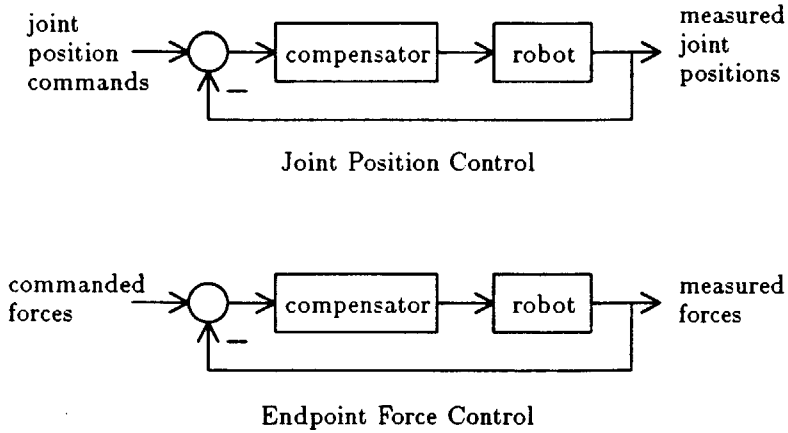 joint
position
commands
compensator
robot
measured
joint
positions
−
Joint Position Control
commanded
forces
compensator
robot
measured
forces
−
Endpoint Force Control